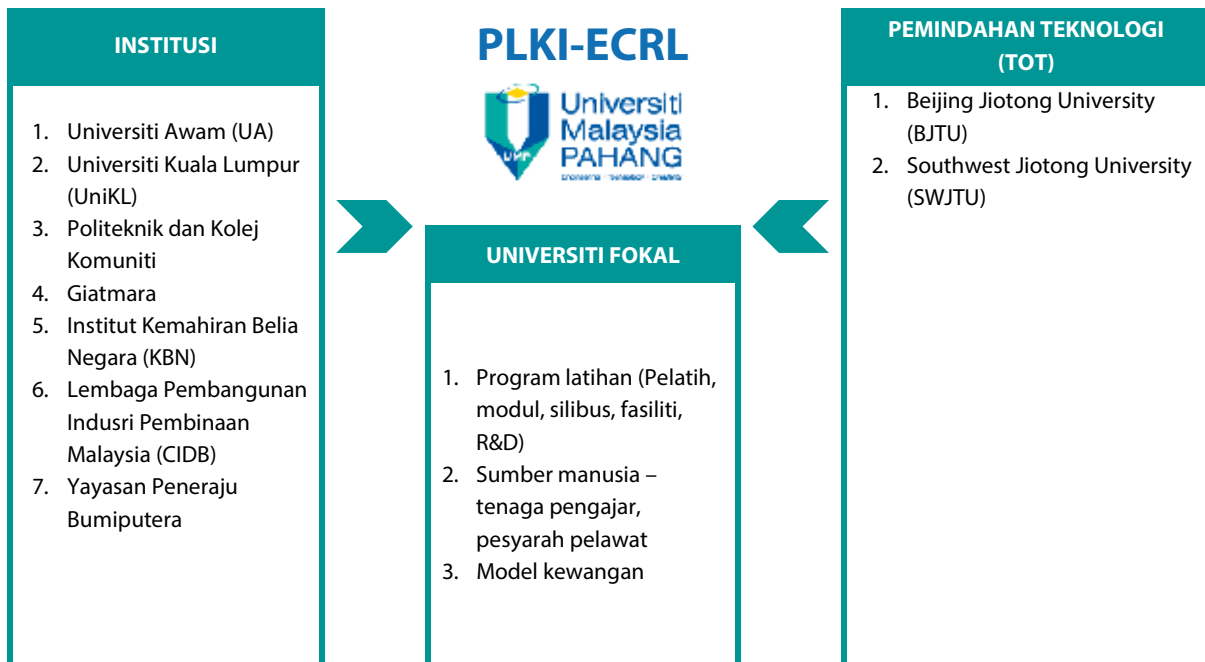 INSTITUSI
1. Universiti Awam (UA)
2. Universiti Kuala Lumpur
(UniKL)
3. Politeknik dan Kolej
Komuniti
4. Giatmara
5. Institut Kemahiran Belia
Negara (KBN)
6. Lembaga Pembangunan
Indusri Pembinaan
Malaysia (CIDB)
7. Yayasan Peneraju
Bumiputera
PLKI-ECRL
UMP
Universiti
Malaysia
PAHANG
UNIVERSITI FOKAL
1. Program latihan (Pelatih,
modul, silibus, fasiliti,
R&D)
2. Sumber manusia –
tenaga pengajar,
pesyarah pelawat
3. Model kewangan
PEMINDAHAN TEKNOLOGI
(TOT)
1. Beijing Jiotong University
(BJTU)
2. Southwest Jiotong University
(SWJTU)